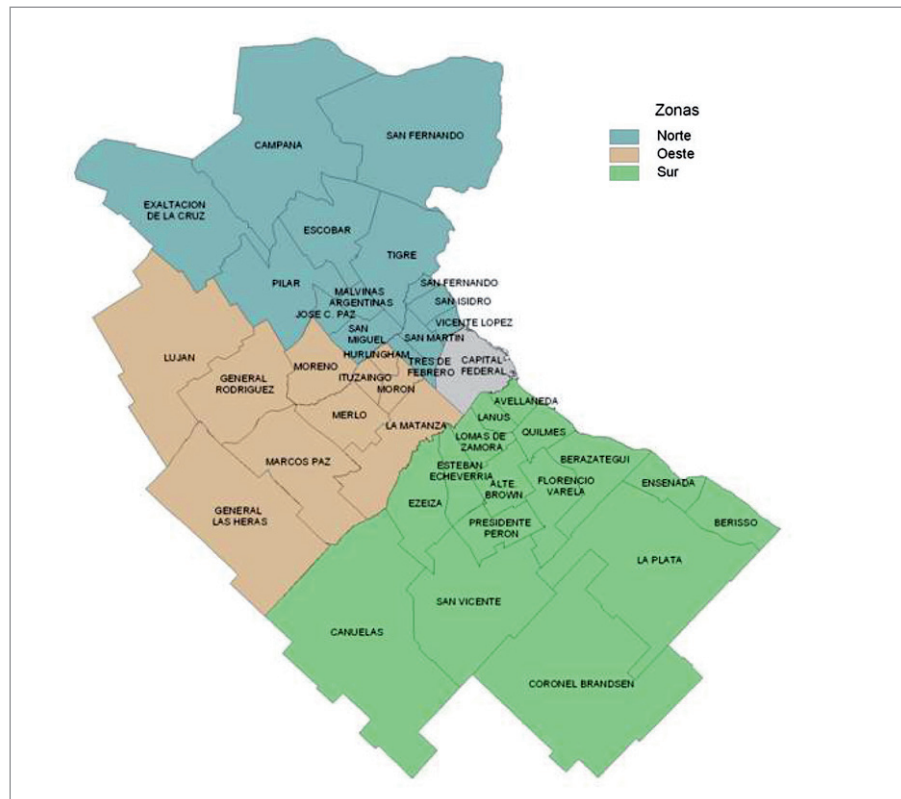 Zonas
Norte
Oeste
Sur
CAMPANA
SAN FERNANDO
EXALTACION
DE LA CRUZ
ESCOBAR
TIGRE
PILAR
MALVINAS
ARGENTINAS
SAN FERNANDO
SAN ISIDRO
JOSE C. PAZ
VICENTE LOPEZ
SAN
MIGUEL
SAN MARTIN
HURLINGHAM
TRES DE
FEBRERO
CAPITAL
FEDERAL
LUJAN
GENERAL
RODRIGUEZ
MORENO
ITUZAINGO
MORON
MERLO
LA MATANZA
MARCOS PAZ
GENERAL
LAS HERAS
AVELLANEDA
LANUS
QUILMES
LOMAS DE
ZAMORA
BERAZATEGUI
ESTEBAN
ECHEVERRIA
ALTE
BROWN
FLORENCIO
VARELA
ENSENADA
EZEIZA
BERISSO
PRESIDENTE
PERON
LA PLATA
SAN VICENTE
CANUELAS
CORONEL BRANDSEN